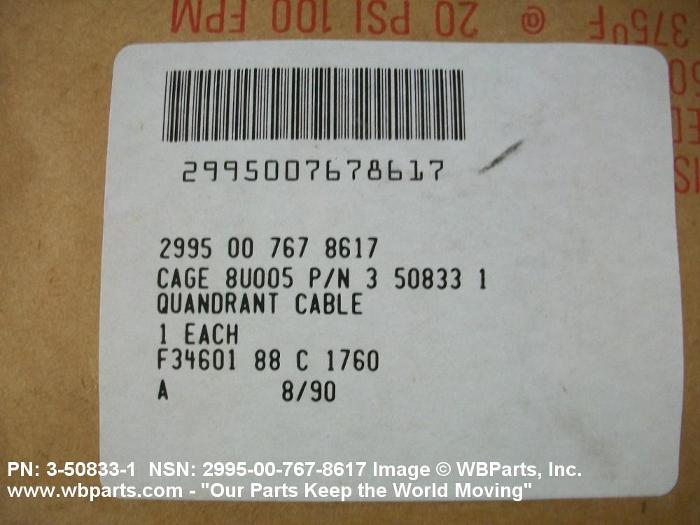 20 PSI 100 FPM
375°F @
2995007678617
2995 00 767 8617
CAGE 8U005 P/N 3 50833 1
QUANDRANT CABLE
1 EACH
F34601 88 C 1760
A 8/90
PN: 3-50833-1 NSN: 2995-00-767-8617 Image © WBParts, Inc.
www.wbparts.com - "Our Parts Keep the World Moving"